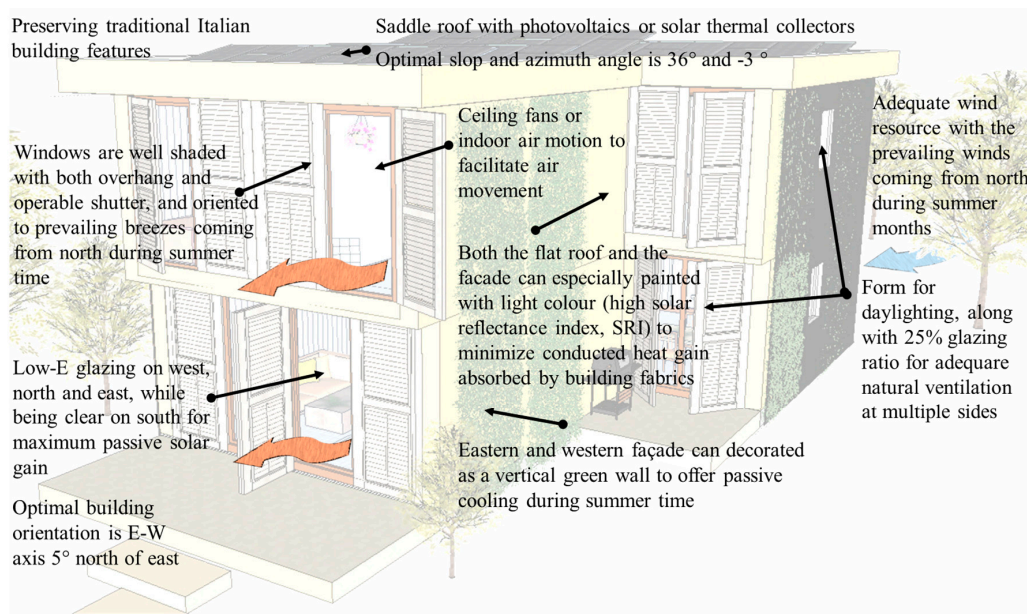 Preserving traditional Italian
building features
Saddle roof with photovoltaics or solar thermal collectors
Optimal slop and azimuth angle is 36° and -3 °
Windows are well shaded
with both overhang and
operable shutter, and oriented
to prevailing breezes coming
from north during summer
time
Ceiling fans or
indoor air motion to
facilitate air
movement
Adequate wind
resource with the
prevailing winds
coming from north
during summer
months
Both the flat roof and the
facade can especially painted
with light colour (high solar
reflectance index, SRI) to
minimize conducted heat gain
absorbed by building fabrics
Form for
daylighting, along
with 25% glazing
ratio for adequare
natural ventilation
at multiple sides
Low-E glazing on west,
north and east, while
being clear on south for
maximum passive solar
gain
Eastern and western façade can decorated
as a vertical green wall to offer passive
cooling during summer time
Optimal building
orientation is E-W
axis 5° north of east